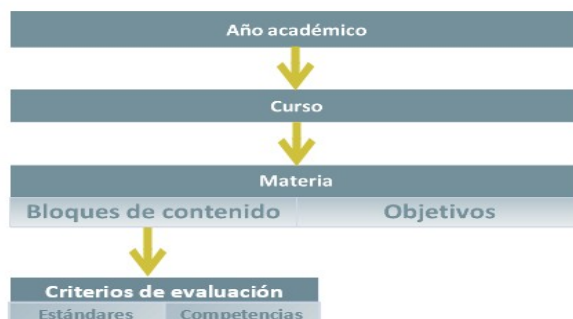 Año académico
Curso
Materia
Bloques de contenido Objetivos
Criterios de evaluación
Estándares Competencias